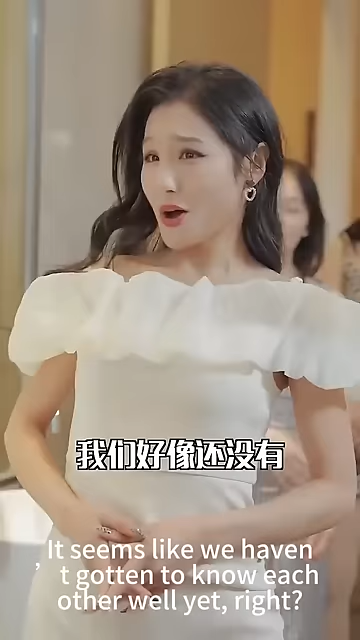 我们好像还没有
It seems like we haven
’ t gotten to know each
other well yet, right?